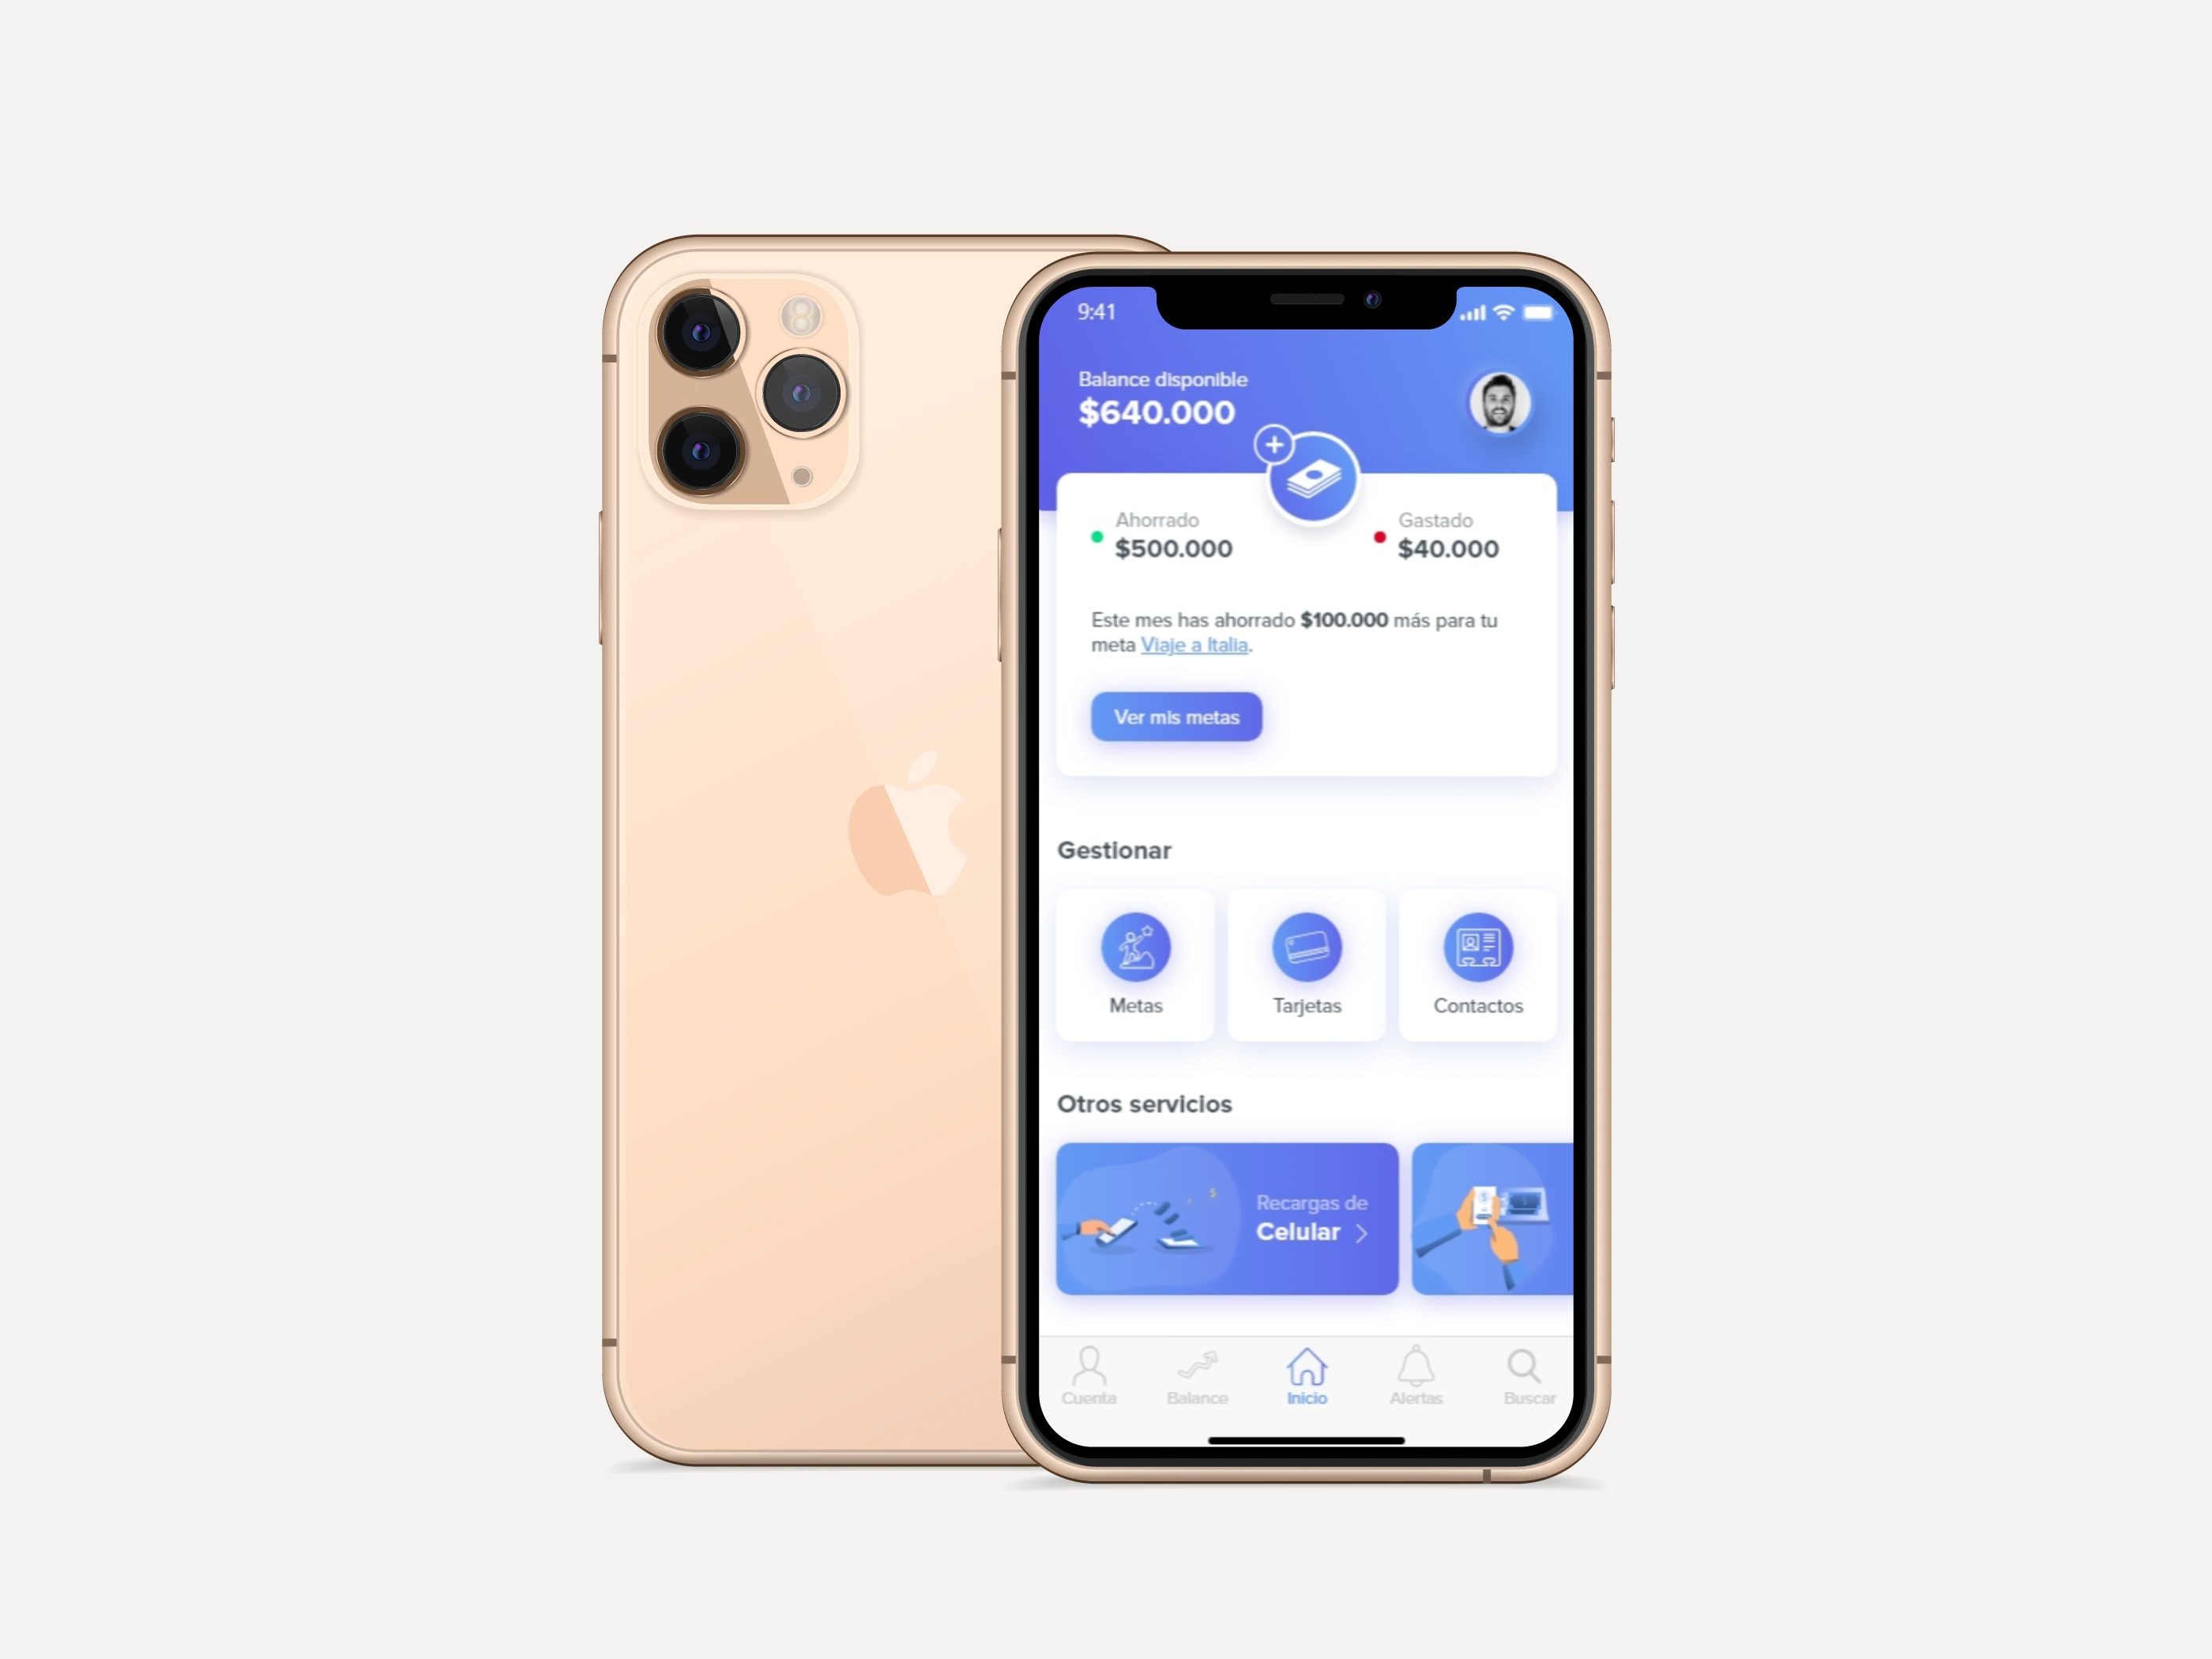 9:41
Balance disponible
$640.000
Ahorrado
$500.000
Gastado
$40.000
Este mes has ahorrado $100.000 más para tu
meta Viaje a Italia.
Ver mis metas
Gestionar
Metas
Tarjetas
Contactos
Otros servicios
Recargas de
Celular
Cuenta
Balance
Inicio
Alertas
Buscar